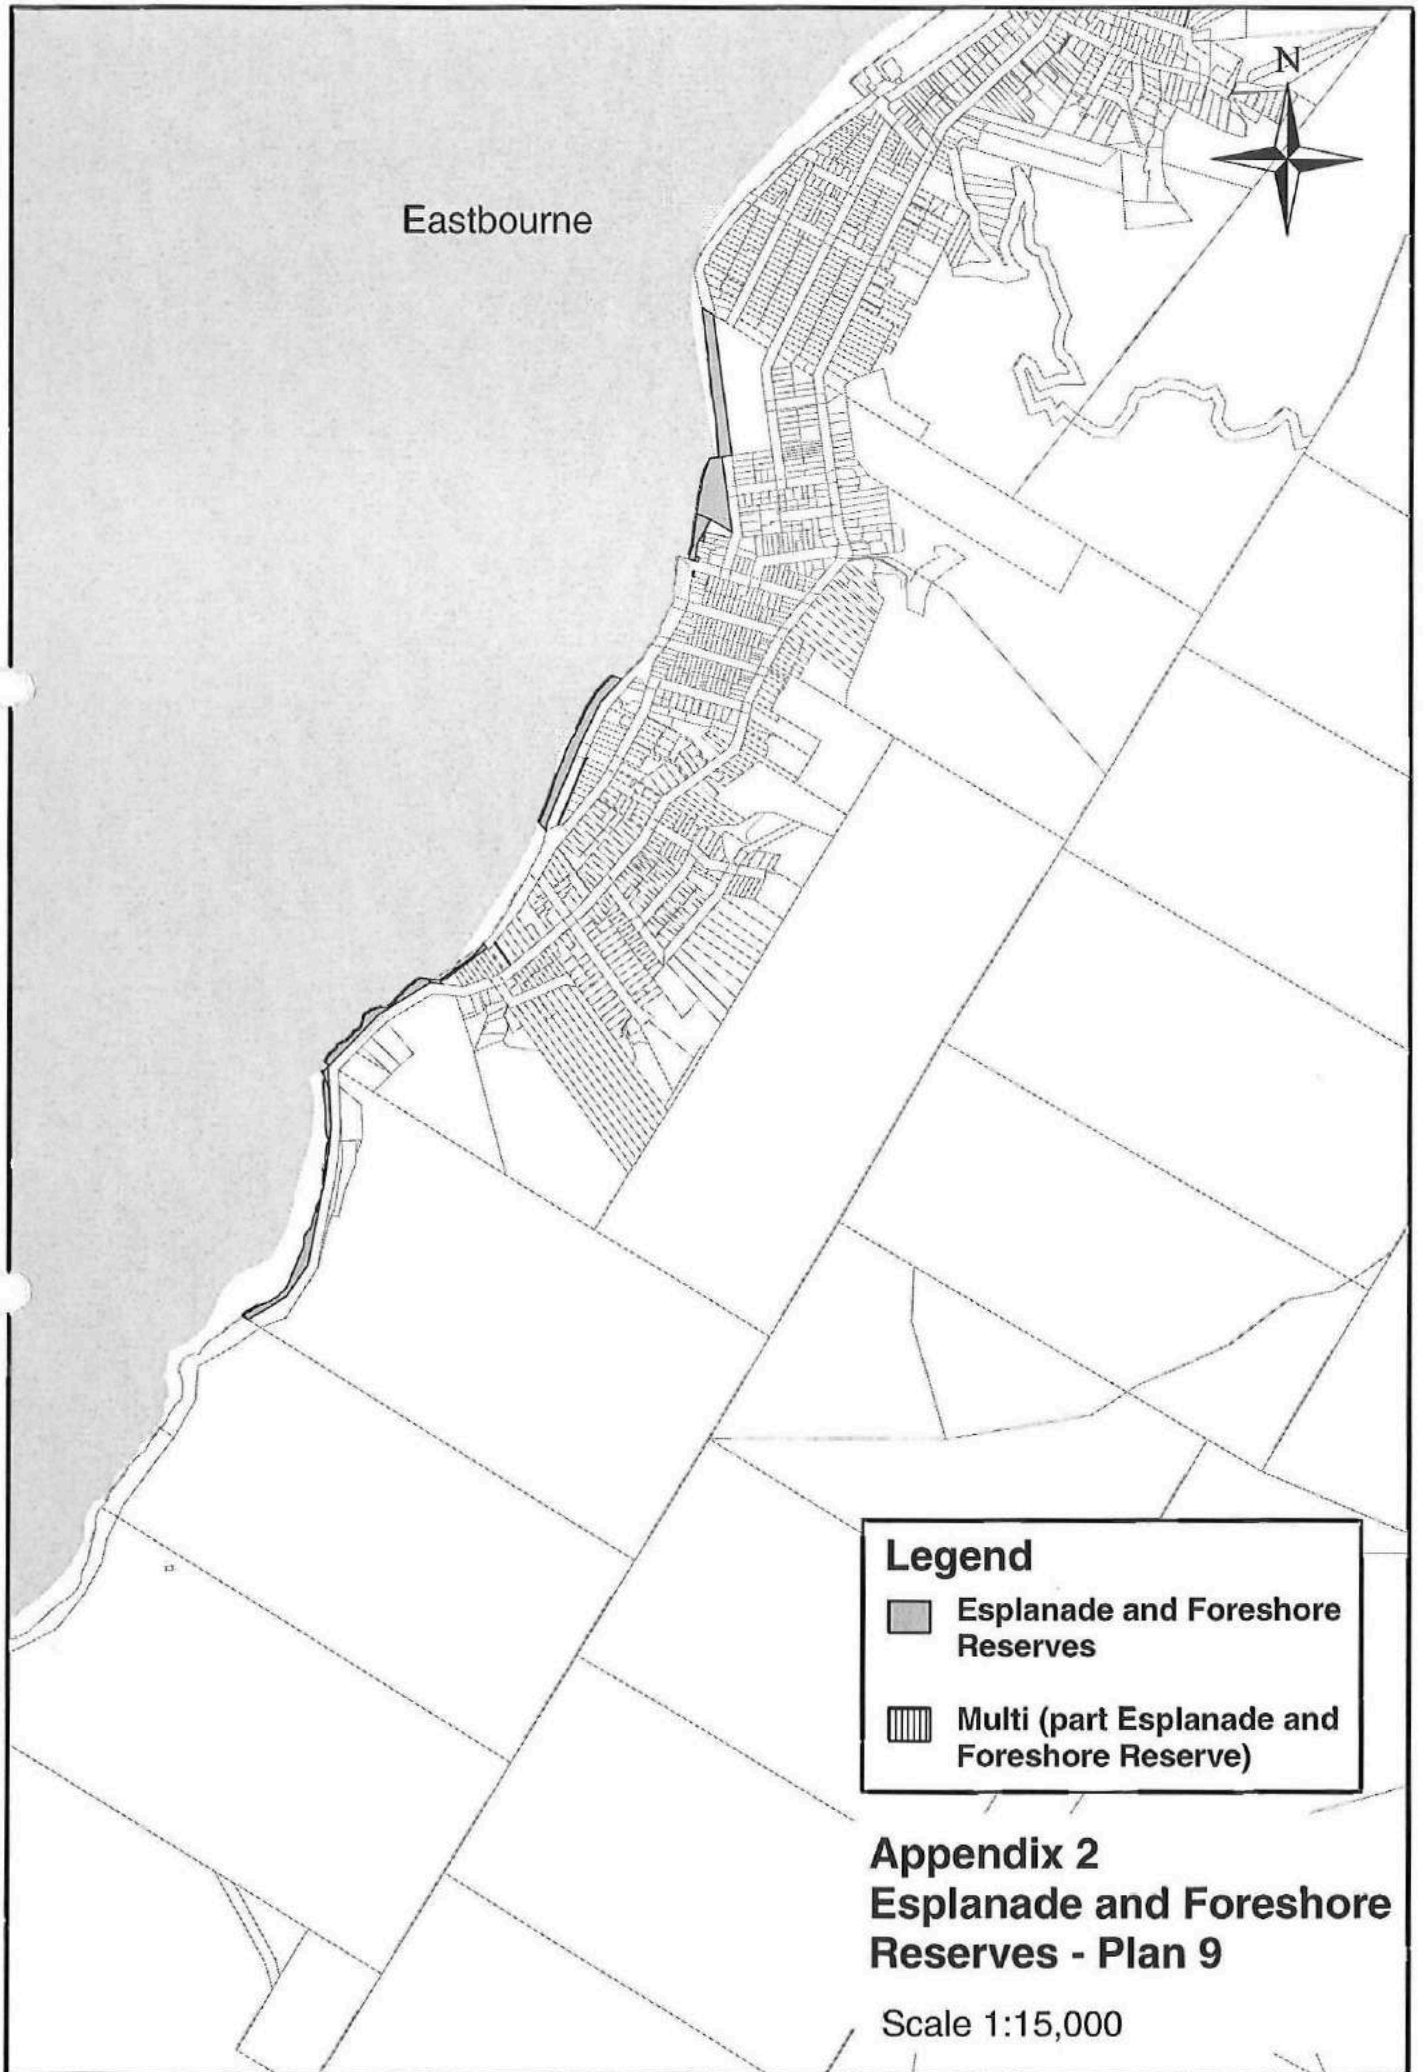 N
Eastbourne
Legend
Esplanade and Foreshore
Reserves
Multi (part Esplanade and
Foreshore Reserve)
Appendix 2
Esplanade and Foreshore
Reserves - Plan 9
Scale 1:15,000